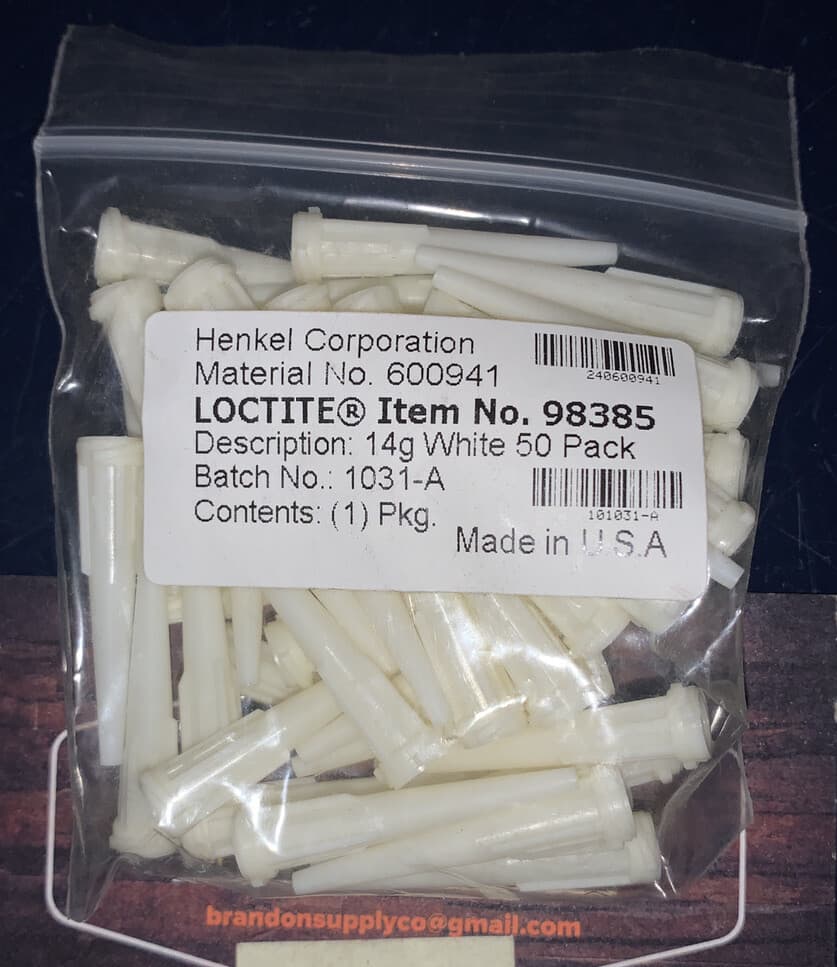 Henkel Corporation
Material No. 600941
240600941
LOCTITE® Item No. 98385
Description: 14g White 50 Pack
Batch No.: 1031-A
101031-A
Contents: (1) Pkg.
Made in U.S.A
brandonsupplyco@gmail.com